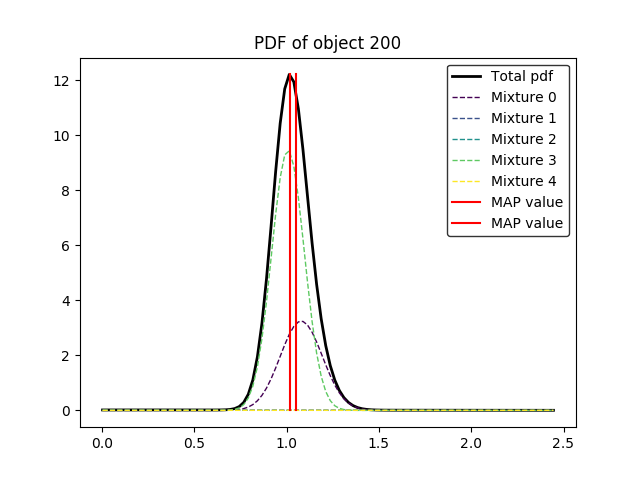 PDF of object 200
Total pdf
Mixture 0
Mixture 1
Mixture 2
Mixture 3
Mixture 4
MAP value
MAP value
12
10
8
6
4
2
0
0.0 0.5 1.0 1.5 2.0 2.5